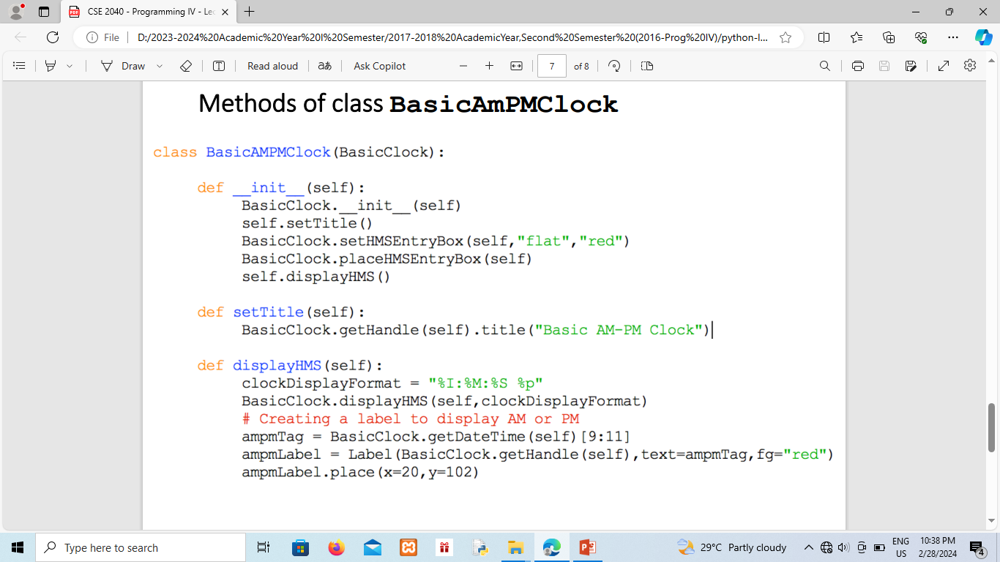 CSE 2040 - Programming IV - Lec
File
D:/2023-2024%20Academic%20Year%20I%20Semester/2017-2018%20AcademicYear,Second%20Semester%20(2016-Prog%20IV)/python-l...
Draw
T
Read aloud
aあ
Ask Copilot
7
of 8
Methods of class BasicAmPMClock
class BasicAMPMClock(BasicClock):
def __init__(self):
BasicClock.__init__(self)
self.setTitle()
BasicClock.setHMSEntryBox(self,"flat","red")
BasicClock.placeHMSEntryBox(self)
self.displayHMS()
def setTitle(self):
BasicClock.getHandle(self).title("Basic AM-PM Clock")
def displayHMS(self):
clockDisplayFormat = "%I:%M:%S %p"
BasicClock.displayHMS(self,clockDisplayFormat)
# Creating a label to display AM or PM
ampmTag = BasicClock.getDateTime(self)[9:11]
ampmLabel = Label(BasicClock.getHandle(self),text=ampmTag,fg="red")
ampmLabel.place(x=20,y=102)
Type here to search
29°C Partly cloudy
ENG
US
10:38 PM
2/28/2024
4